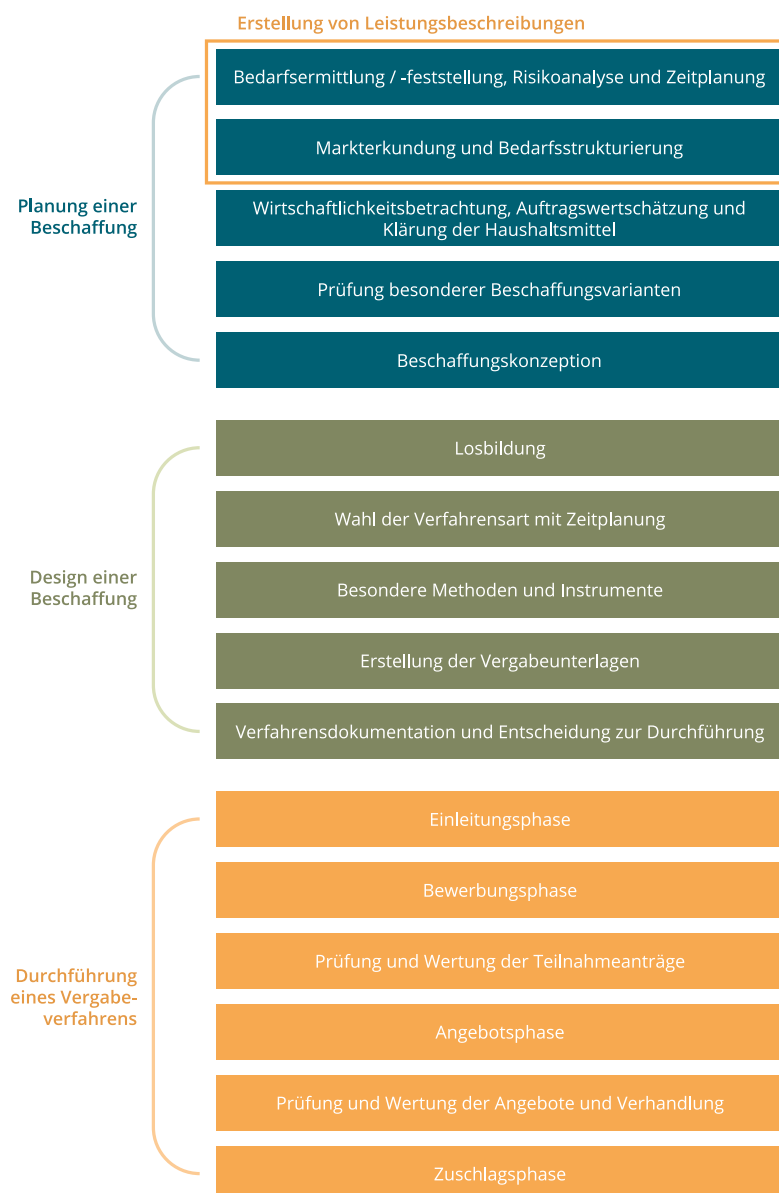 Erstellung von Leistungsbeschreibungen
Bedarfsermittlung / -feststellung, Risikoanalyse und Zeitplanung
Markterkundung und Bedarfsstrukturierung
Planung einer
Beschaffung
Wirtschaftlichkeitsbetrachtung, Auftragswertschätzung und
Klärung der Haushaltsmittel
Prüfung besonderer Beschaffungsvarianten
Beschaffungskonzeption
Losbildung
Wahl der Verfahrensart mit Zeitplanung
Design einer
Beschaffung
Besondere Methoden und Instrumente
Erstellung der Vergabeunterlagen
Verfahrensdokumentation und Entscheidung zur Durchführung
Einleitungsphase
Bewerbungsphase
Prüfung und Wertung der Teilnahmeanträge
Durchführung
eines Vergabe-
verfahrens
Angebotsphase
Prüfung und Wertung der Angebote und Verhandlung
Zuschlagsphase